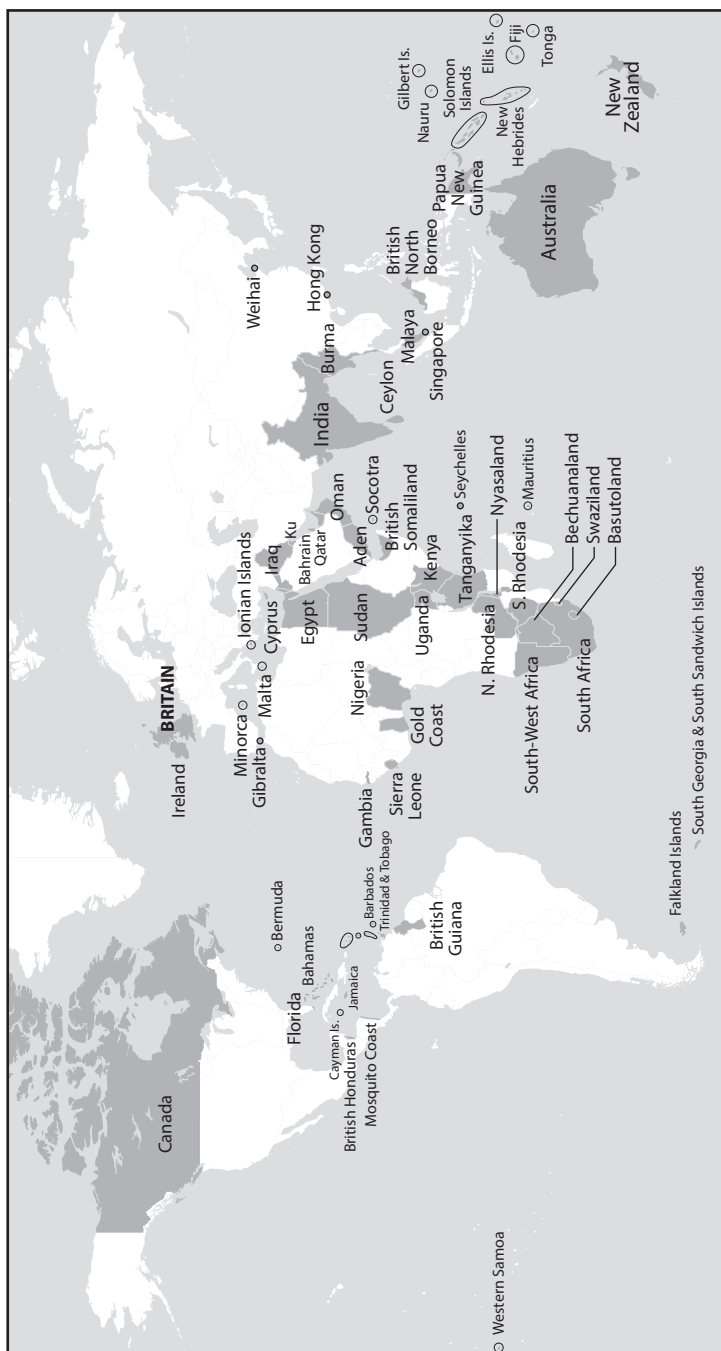 Canada
Florida
Bermuda
Bahamas
Cayman Is.
Jamaica
British Honduras
Mosquito Coast
Barbados
Trinidad & Tobago
British
Guiana
Falkland Islands
South Georgia & South Sandwich Islands
Western Samoa
Ireland
BRITAIN
Minorca
Gibralta
Malta
Ionian Islands
Cyprus
Iraq
Ku
Bahrain
Qatar
Oman
Aden
Socotra
British
Somaliland
Egypt
Sudan
Nigeria
Gold
Coast
Gambia
Sierra
Leone
Uganda
Kenya
Tanganyika
Seychelles
Nyasaland
Mauritius
N. Rhodesia
S. Rhodesia
Bechuanaland
Swaziland
Basutoland
South-West Africa
South Africa
India
Burma
Ceylon
Weihai
Hong Kong
Malaya
Singapore
British
North
Borneo
Papua
New
Guinea
Australia
New
Zealand
Gilbert Is.
Nauru
Solomon
Islands
New
Hebrides
Ellis Is.
Fiji
Tonga